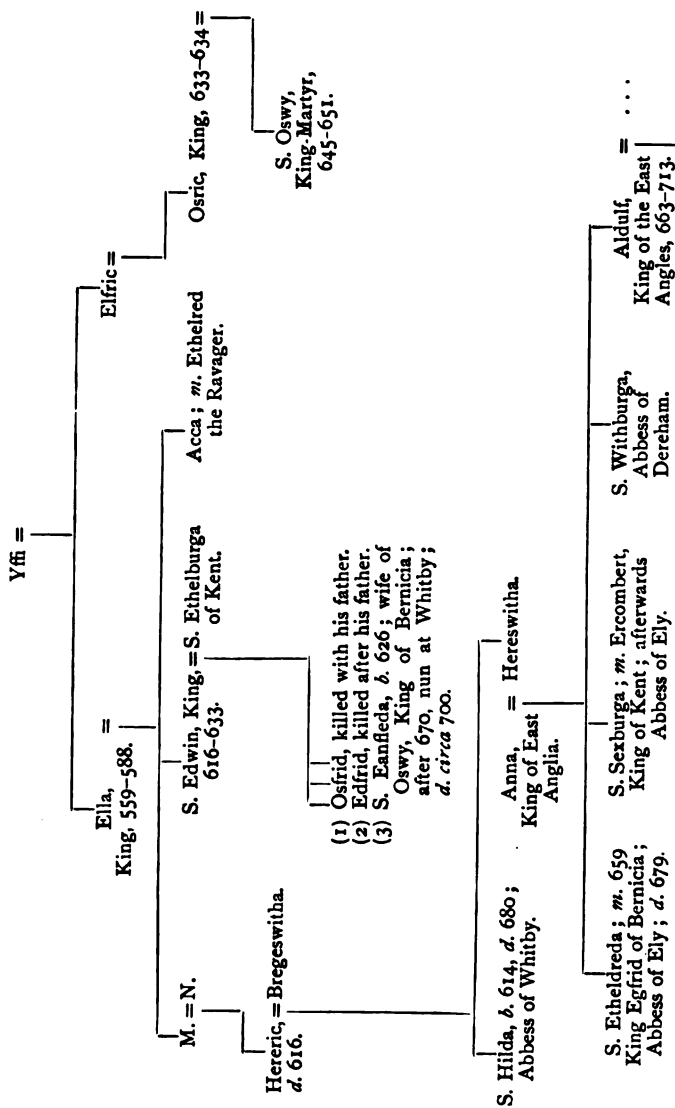 Yffi =
Ella, =
King, 559–588.
Elfric =
M. = N.
S. Edwin, King, = S. Ethelburga
616–633. of Kent.
Acca ; m. Ethelred
the Ravager.
Osric, King, 633–634 =
Hereric, = Bregeswitha.
d. 616.
(1) Osfrid, killed with his father.
(2) Edfrid, killed after his father.
(3) S. Eanfleda, b. 626 ; wife of
Oswy, King of Bernicia ;
after 670, nun at Whitby ;
d. circa 700.
S. Oswy,
King-Martyr,
645–651.
S. Hilda, b. 614, d. 680 ;
Abbess of Whitby.
Anna, = Hereswitha.
King of East
Anglia.
S. Etheldreda ; m. 659
King Egfrid of Bernicia ;
Abbess of Ely ; d. 679.
S. Sexburga ; m. Ercombert,
King of Kent ; afterwards
Abbess of Ely.
S. Withburga,
Abbess of
Dereham.
Aldulf, = . . .
King of the East
Angles, 663–713.